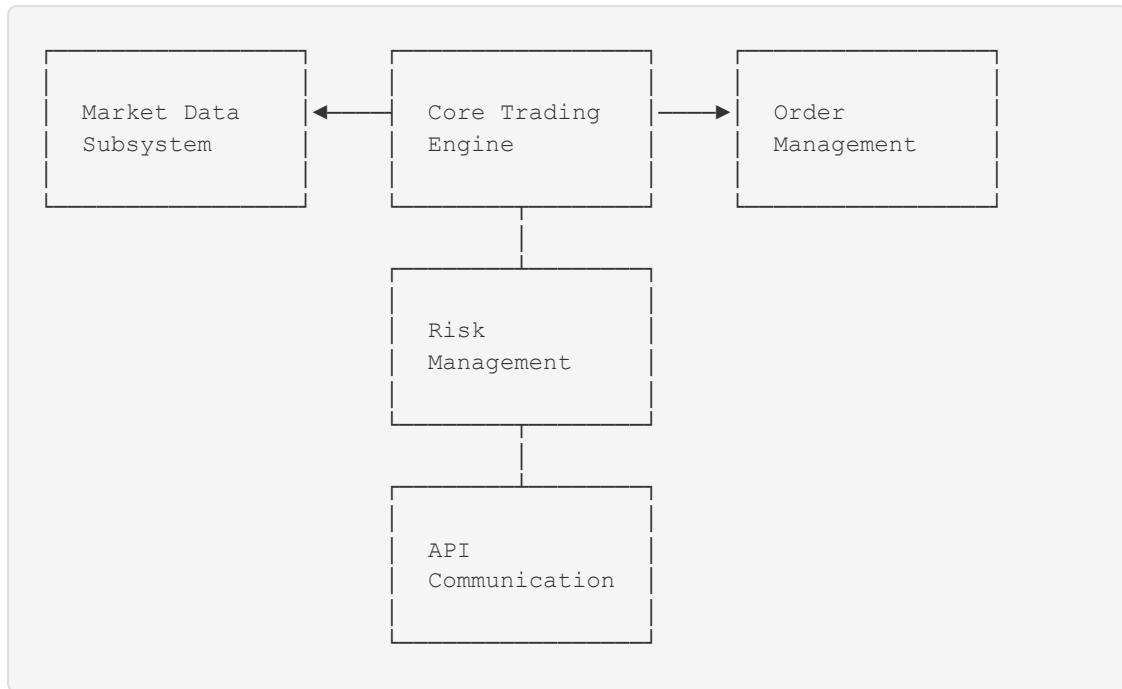 Market Data
Subsystem
Core Trading
Engine
Order
Management
Risk
Management
API
Communication